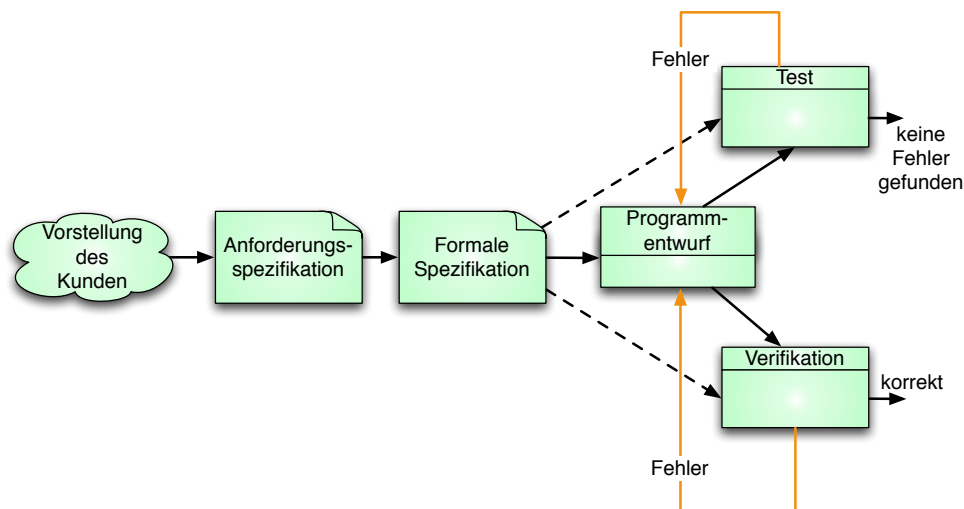 Vorstellung
des
Kunden
Anforderungs-
spezifikation
Formale
Spezifikation
Programm-
entwurf
Fehler
Test
keine
Fehler
gefunden
Verifikation
korrekt
Fehler